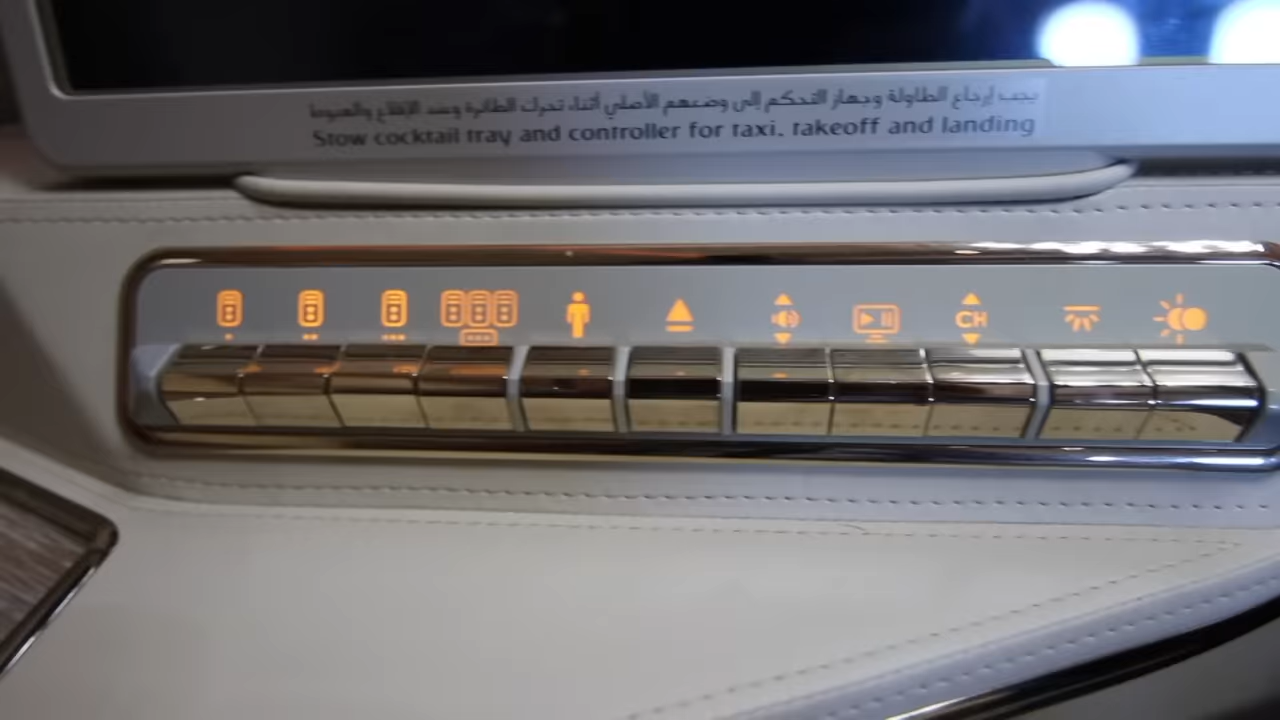 يجب إرجاع الطاولة وجهاز التحكم إلى وضعهم الأصلي أثناء تحرك الطائرة وعند الإقلاع والهبوط
Stow cocktail tray and controller for taxi, takeoff and landing
CH